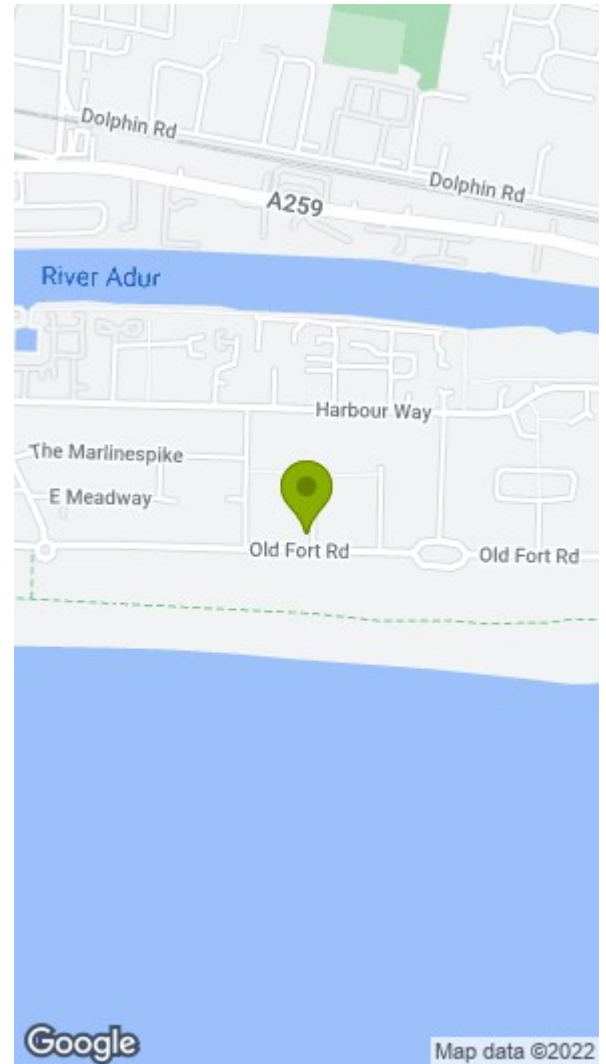 Dolphin Rd
Dolphin Rd
A259
River Adur
Harbour Way
The Marlinespike
E Meadway
Old Fort Rd
Old Fort Rd
Google
Map data ©2022